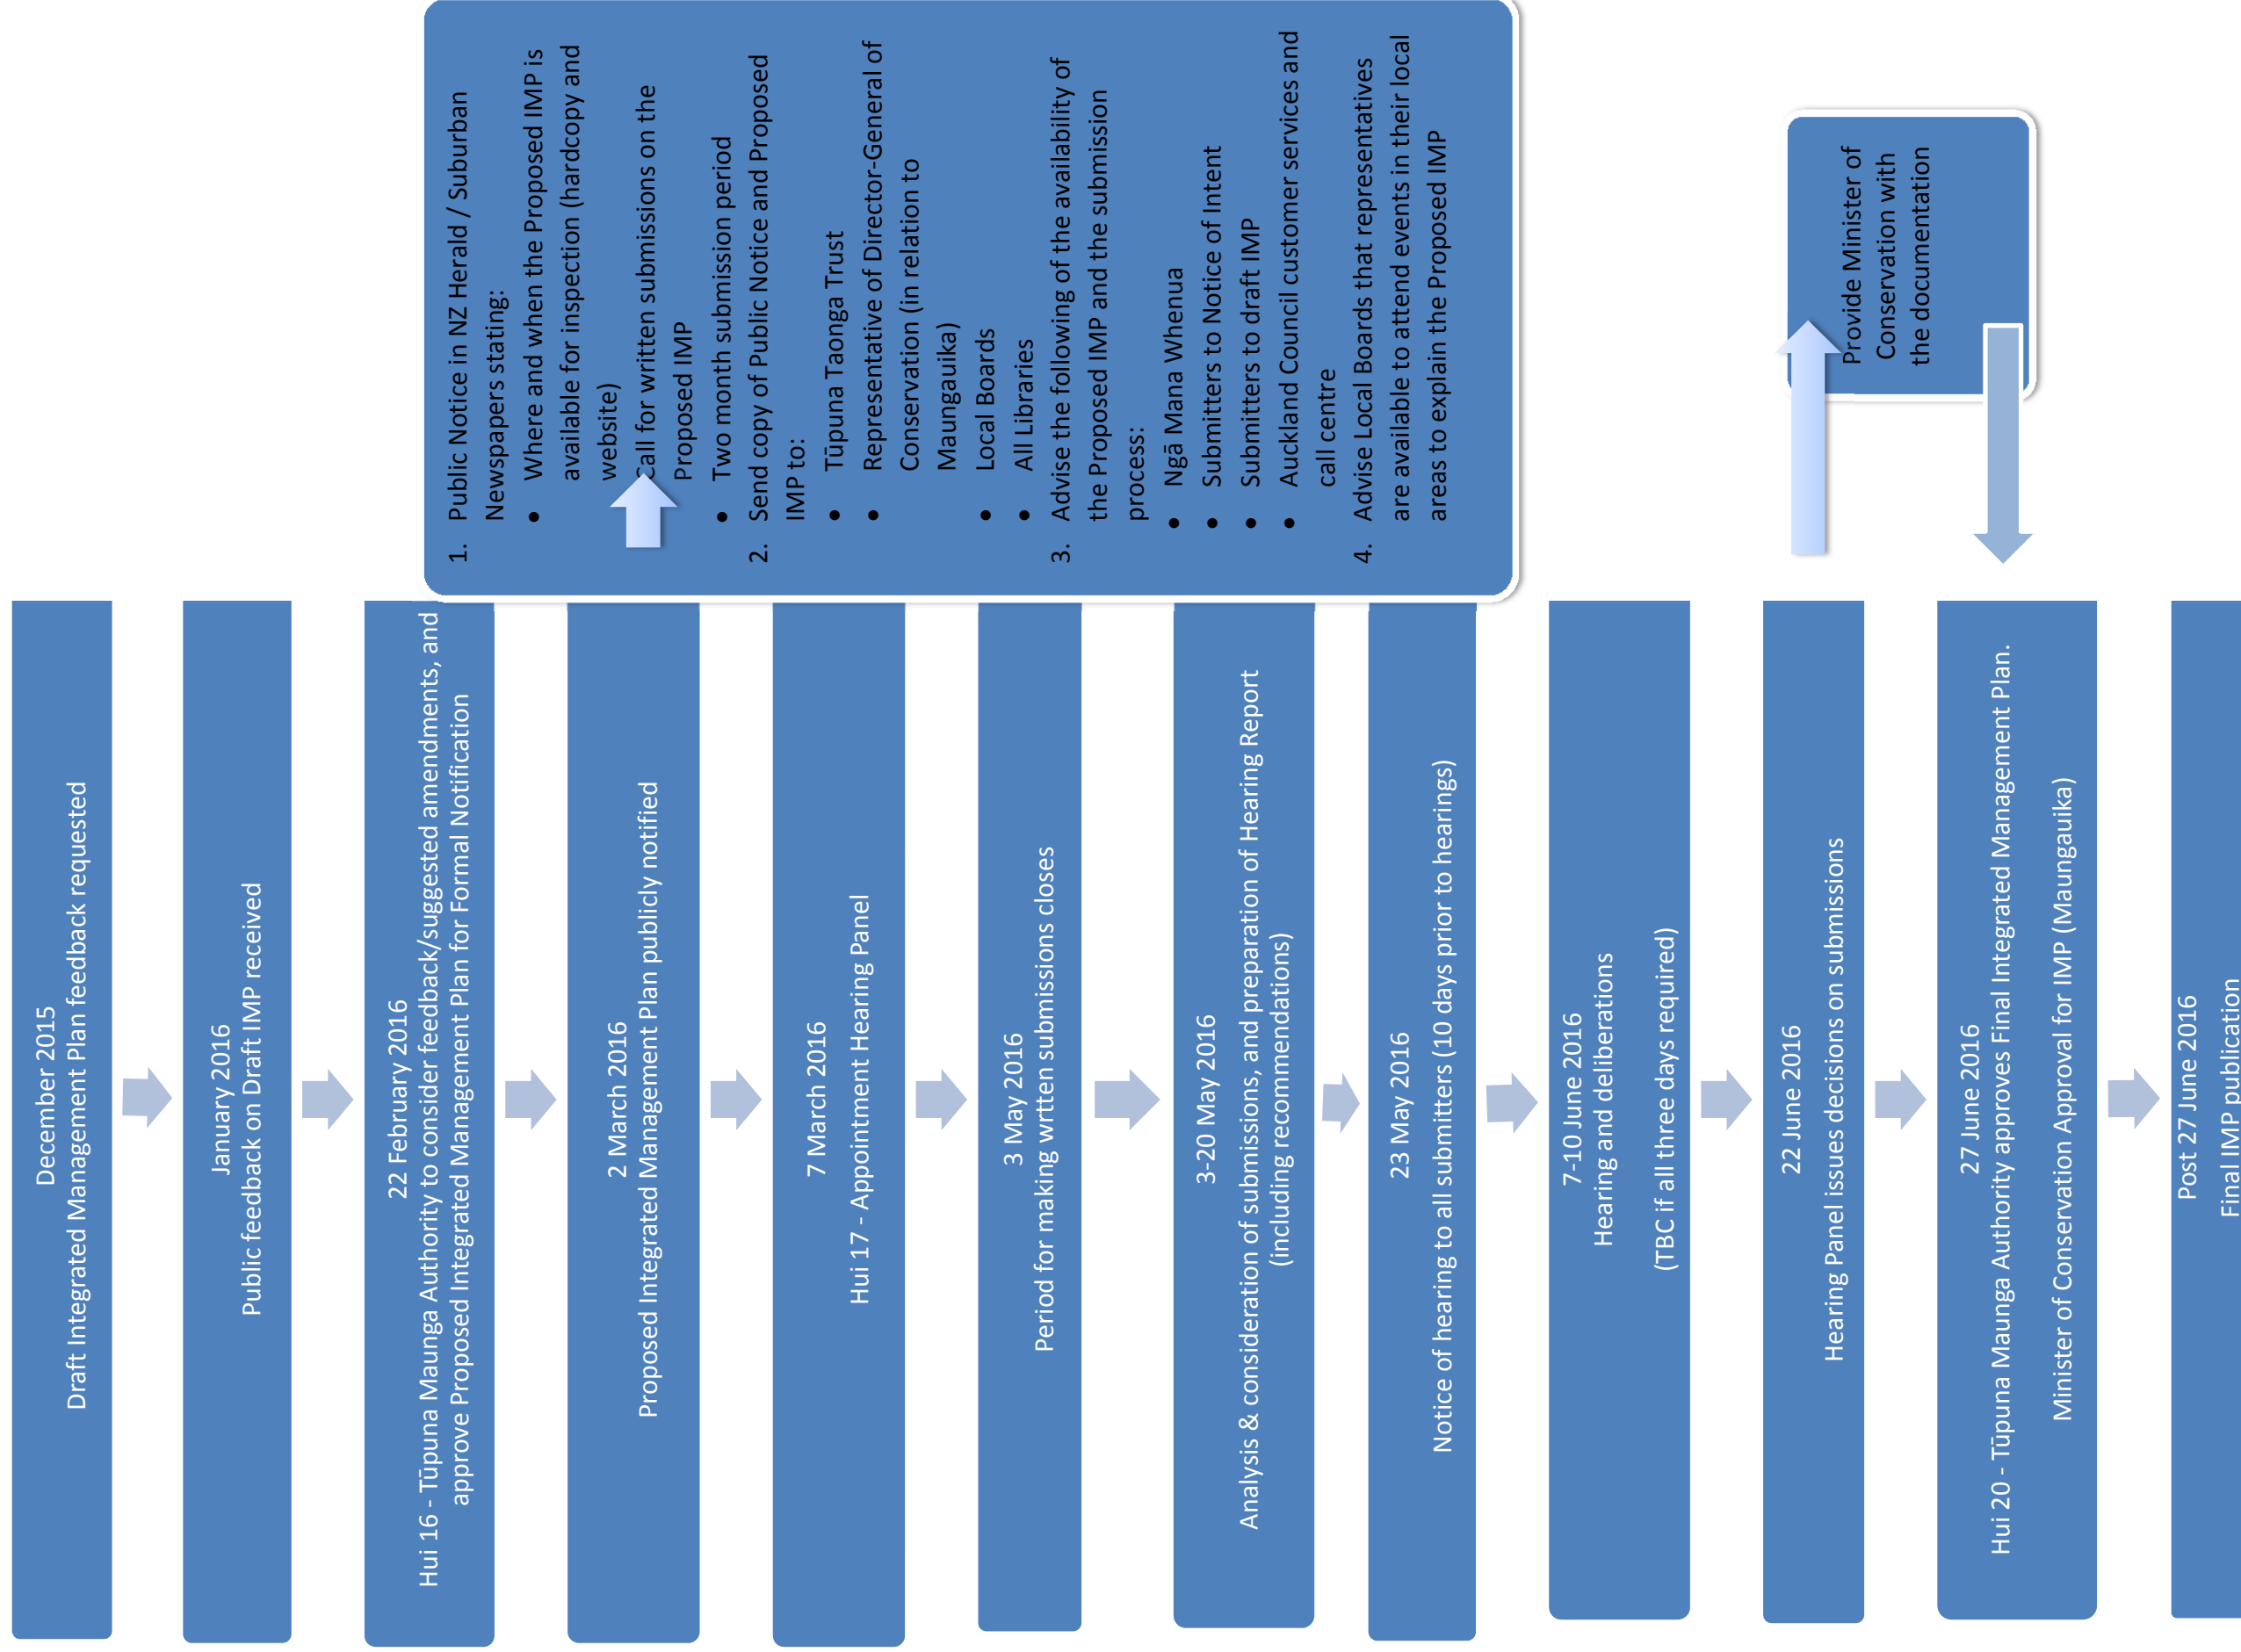 December 2015
Draft Integrated Management Plan feedback requested
January 2016
Public feedback on Draft IMP received
22 February 2016
Hui 16 - Tūpuna Maunga Authority to consider feedback/suggested amendments, and
approve Proposed Integrated Management Plan for Formal Notification
2 March 2016
Proposed Integrated Management Plan publicly notified
7 March 2016
Hui 17 - Appointment Hearing Panel
3 May 2016
Period for making wrtten submissions closes
3-20 May 2016
Analysis & consideration of submissions, and preparation of Hearing Report
(including recommendations)
23 May 2016
Notice of hearing to all submitters (10 days prior to hearings)
7-10 June 2016
Hearing and deliberations
(TBC if all three days required)
22 June 2016
Hearing Panel issues decisions on submissions
27 June 2016
Hui 20 - Tūpuna Maunga Authority approves Final Integrated Management Plan.
Minister of Conservation Approval for IMP (Maungauika)
Post 27 June 2016
Final IMP publication
1. Public Notice in NZ Herald / Suburban
Newspapers stating:
• Where and when the Proposed IMP is
available for inspection (hardcopy and
website)
Call for written submissions on the
Proposed IMP
• Two month submission period
2. Send copy of Public Notice and Proposed
IMP to:
• Tūpuna Taonga Trust
• Representative of Director-General of
Conservation (in relation to
Maungauika)
• Local Boards
• All Libraries
3. Advise the following of the availability of
the Proposed IMP and the submission
process:
• Ngā Mana Whenua
• Submitters to Notice of Intent
• Submitters to draft IMP
• Auckland Council customer services and
call centre
4. Advise Local Boards that representatives
are available to attend events in their local
areas to explain the Proposed IMP
Provide Minister of
Conservation with
the documentation